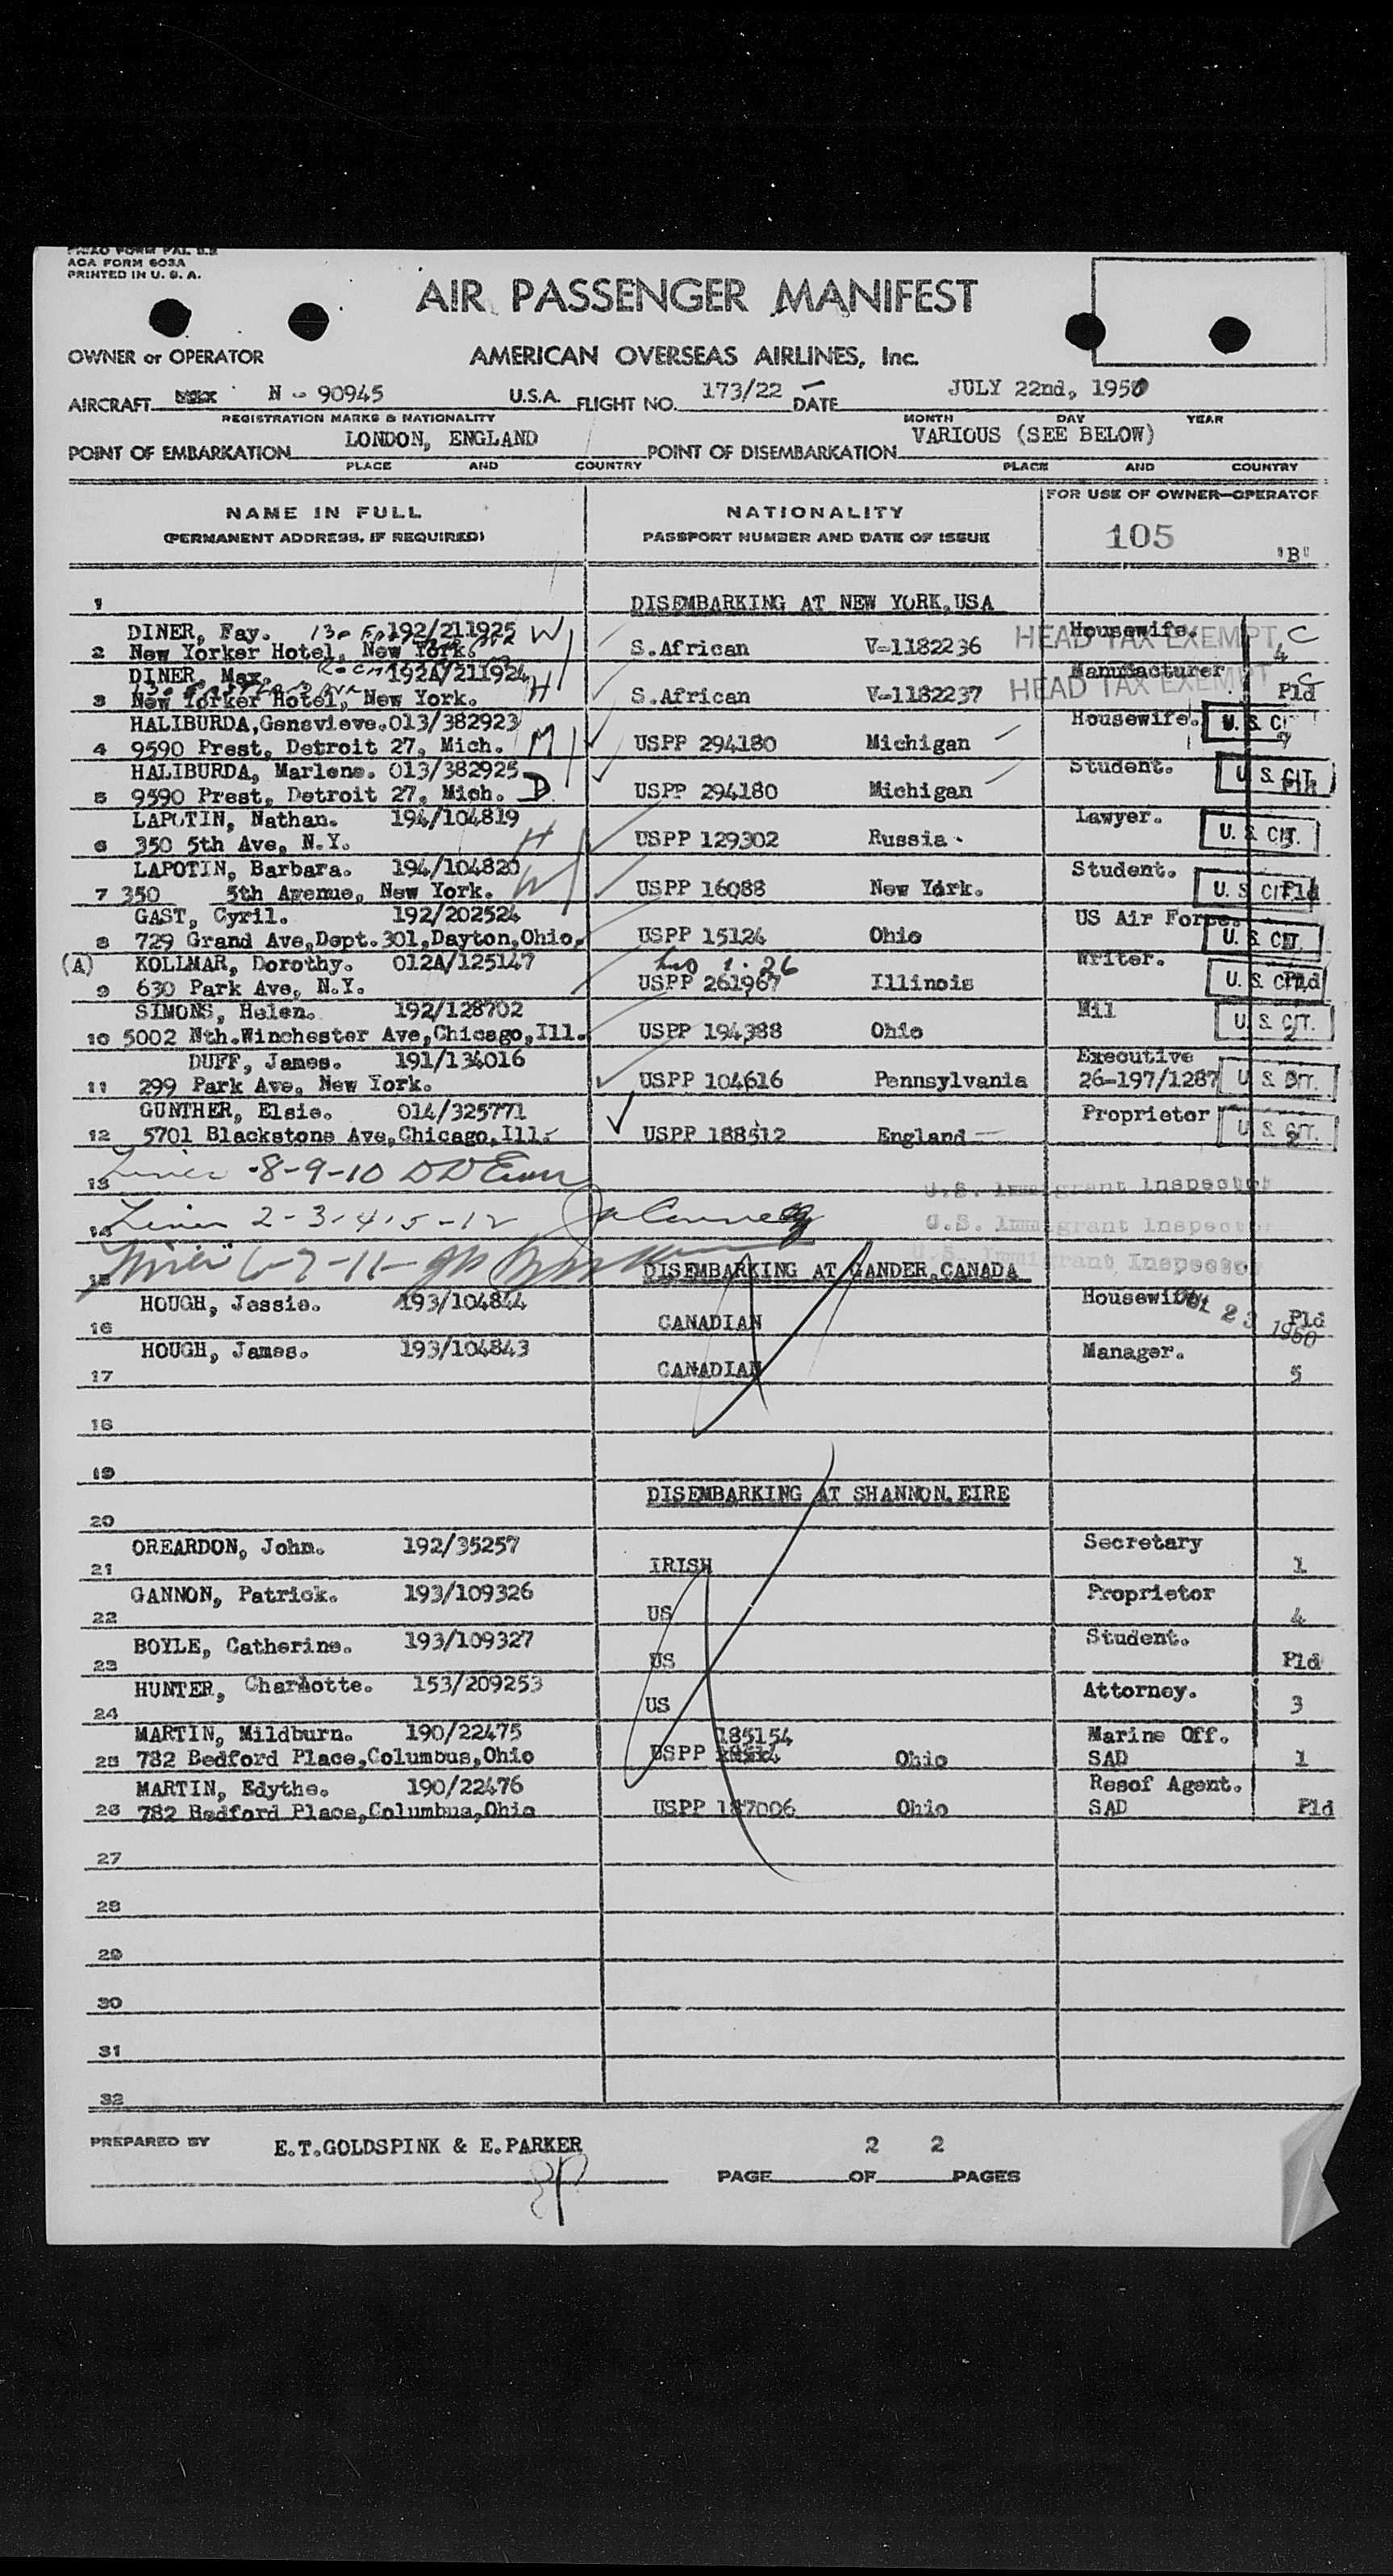 ACA FORM 603A
PRINTED IN U. S. A.
AIR PASSENGER MANIFEST
OWNER or OPERATOR AMERICAN OVERSEAS AIRLINES, Inc.
AIRCRAFT N - 90945 U.S.A. FLIGHT NO. 173/22 DATE JULY 22nd, 1950
REGISTRATION MARKS & NATIONALITY MONTH DAY YEAR
POINT OF EMBARKATION LONDON, ENGLAND POINT OF DISEMBARKATION VARIOUS (SEE BELOW)
PLACE AND COUNTRY PLACE AND COUNTRY
NAME IN FULL NATIONALITY FOR USE OF OWNER—OPERATOR
(PERMANENT ADDRESS, IF REQUIRED) PASSPORT NUMBER AND DATE OF ISSUE 105 "B"
1 DISEMBARKING AT NEW YORK,USA
DINER, Fay. 192/211925 W Housewife.
2 New Yorker Hotel, New York. S.African V-1182236 HEAD TAX EXEMPT C 4
DINER, Max. 192A/211924 H Manufacturer
3 New Yorker Hotel, New York. S.African V-1182237 HEAD TAX EXEMPT C Pld
HALIBURDA,Genevieve.013/382923 Housewife. U. S. CIT.
4 9590 Prest, Detroit 27, Mich. M USPP 294180 Michigan
HALIBURDA, Marlene. 013/382925 Student. U. S. CIT.
5 9590 Prest, Detroit 27, Mich. D USPP 294180 Michigan
LAPOTIN, Nathan. 194/104819 Lawyer. U. S. CIT.
6 350 5th Ave, N.Y. H USPP 129302 Russia.
LAPOTIN, Barbara. 194/104820 Student.
7 350 5th Avenue, New York. W USPP 16088 New York. U. S. CIT. Pld
GAST, Cyril. 192/202524 US Air Force.
8 729 Grand Ave,Dept.301,Dayton,Ohio. USPP 15124 Ohio U. S. CIT.
(A) KOLLMAR, Dorothy. 012A/125147 Writer.
9 630 Park Ave, N.Y. USPP 261967 Illinois U. S. CIT. Pld
SIMONS, Helen. 192/128702 Nil
10 5002 Nth.Winchester Ave,Chicago,Ill. USPP 194388 Ohio U. S. CIT. 2
DUFF, James. 191/134016 Executive
11 299 Park Ave, New York. USPP 104616 Pennsylvania 26-197/1287 U. S. CIT.
GUNTHER, Elsie. 014/325771 Proprietor
12 5701 Blackstone Ave,Chicago,Ill. USPP 188512 England U. S. CIT. 2
13 Lines -8-9-10 U.S. Immigrant Inspector
14 Lines 2-3-4-5-12 U.S. Immigrant Inspector
15 Lines 6-7-11- DISEMBARKING AT GANDER,CANADA U.S. Immigrant Inspector
HOUGH, Jessie. 193/104844 Housewife. JUL 23 1950
16 CANADIAN Pld
HOUGH, James. 193/104843 Manager.
17 CANADIAN 5
18
19
20 DISEMBARKING AT SHANNON,EIRE
OREARDON, John. 192/35257 Secretary
21 IRISH 1
GANNON, Patrick. 193/109326 Proprietor
22 US 4
BOYLE, Catherine. 193/109327 Student.
23 US Pld
HUNTER, Charlotte. 153/209253 Attorney.
24 US 3
MARTIN, Mildburn. 190/22475 185154 Marine Off.
25 782 Bedford Place,Columbus,Ohio USPP Ohio SAD 1
MARTIN, Edythe. 190/22476 Resof Agent.
26 782 Bedford Place,Columbus,Ohio USPP 187006 Ohio SAD Pld
27
28
29
30
31
32
PREPARED BY E.T.GOLDSPINK & E.PARKER PAGE 2 OF 2 PAGES